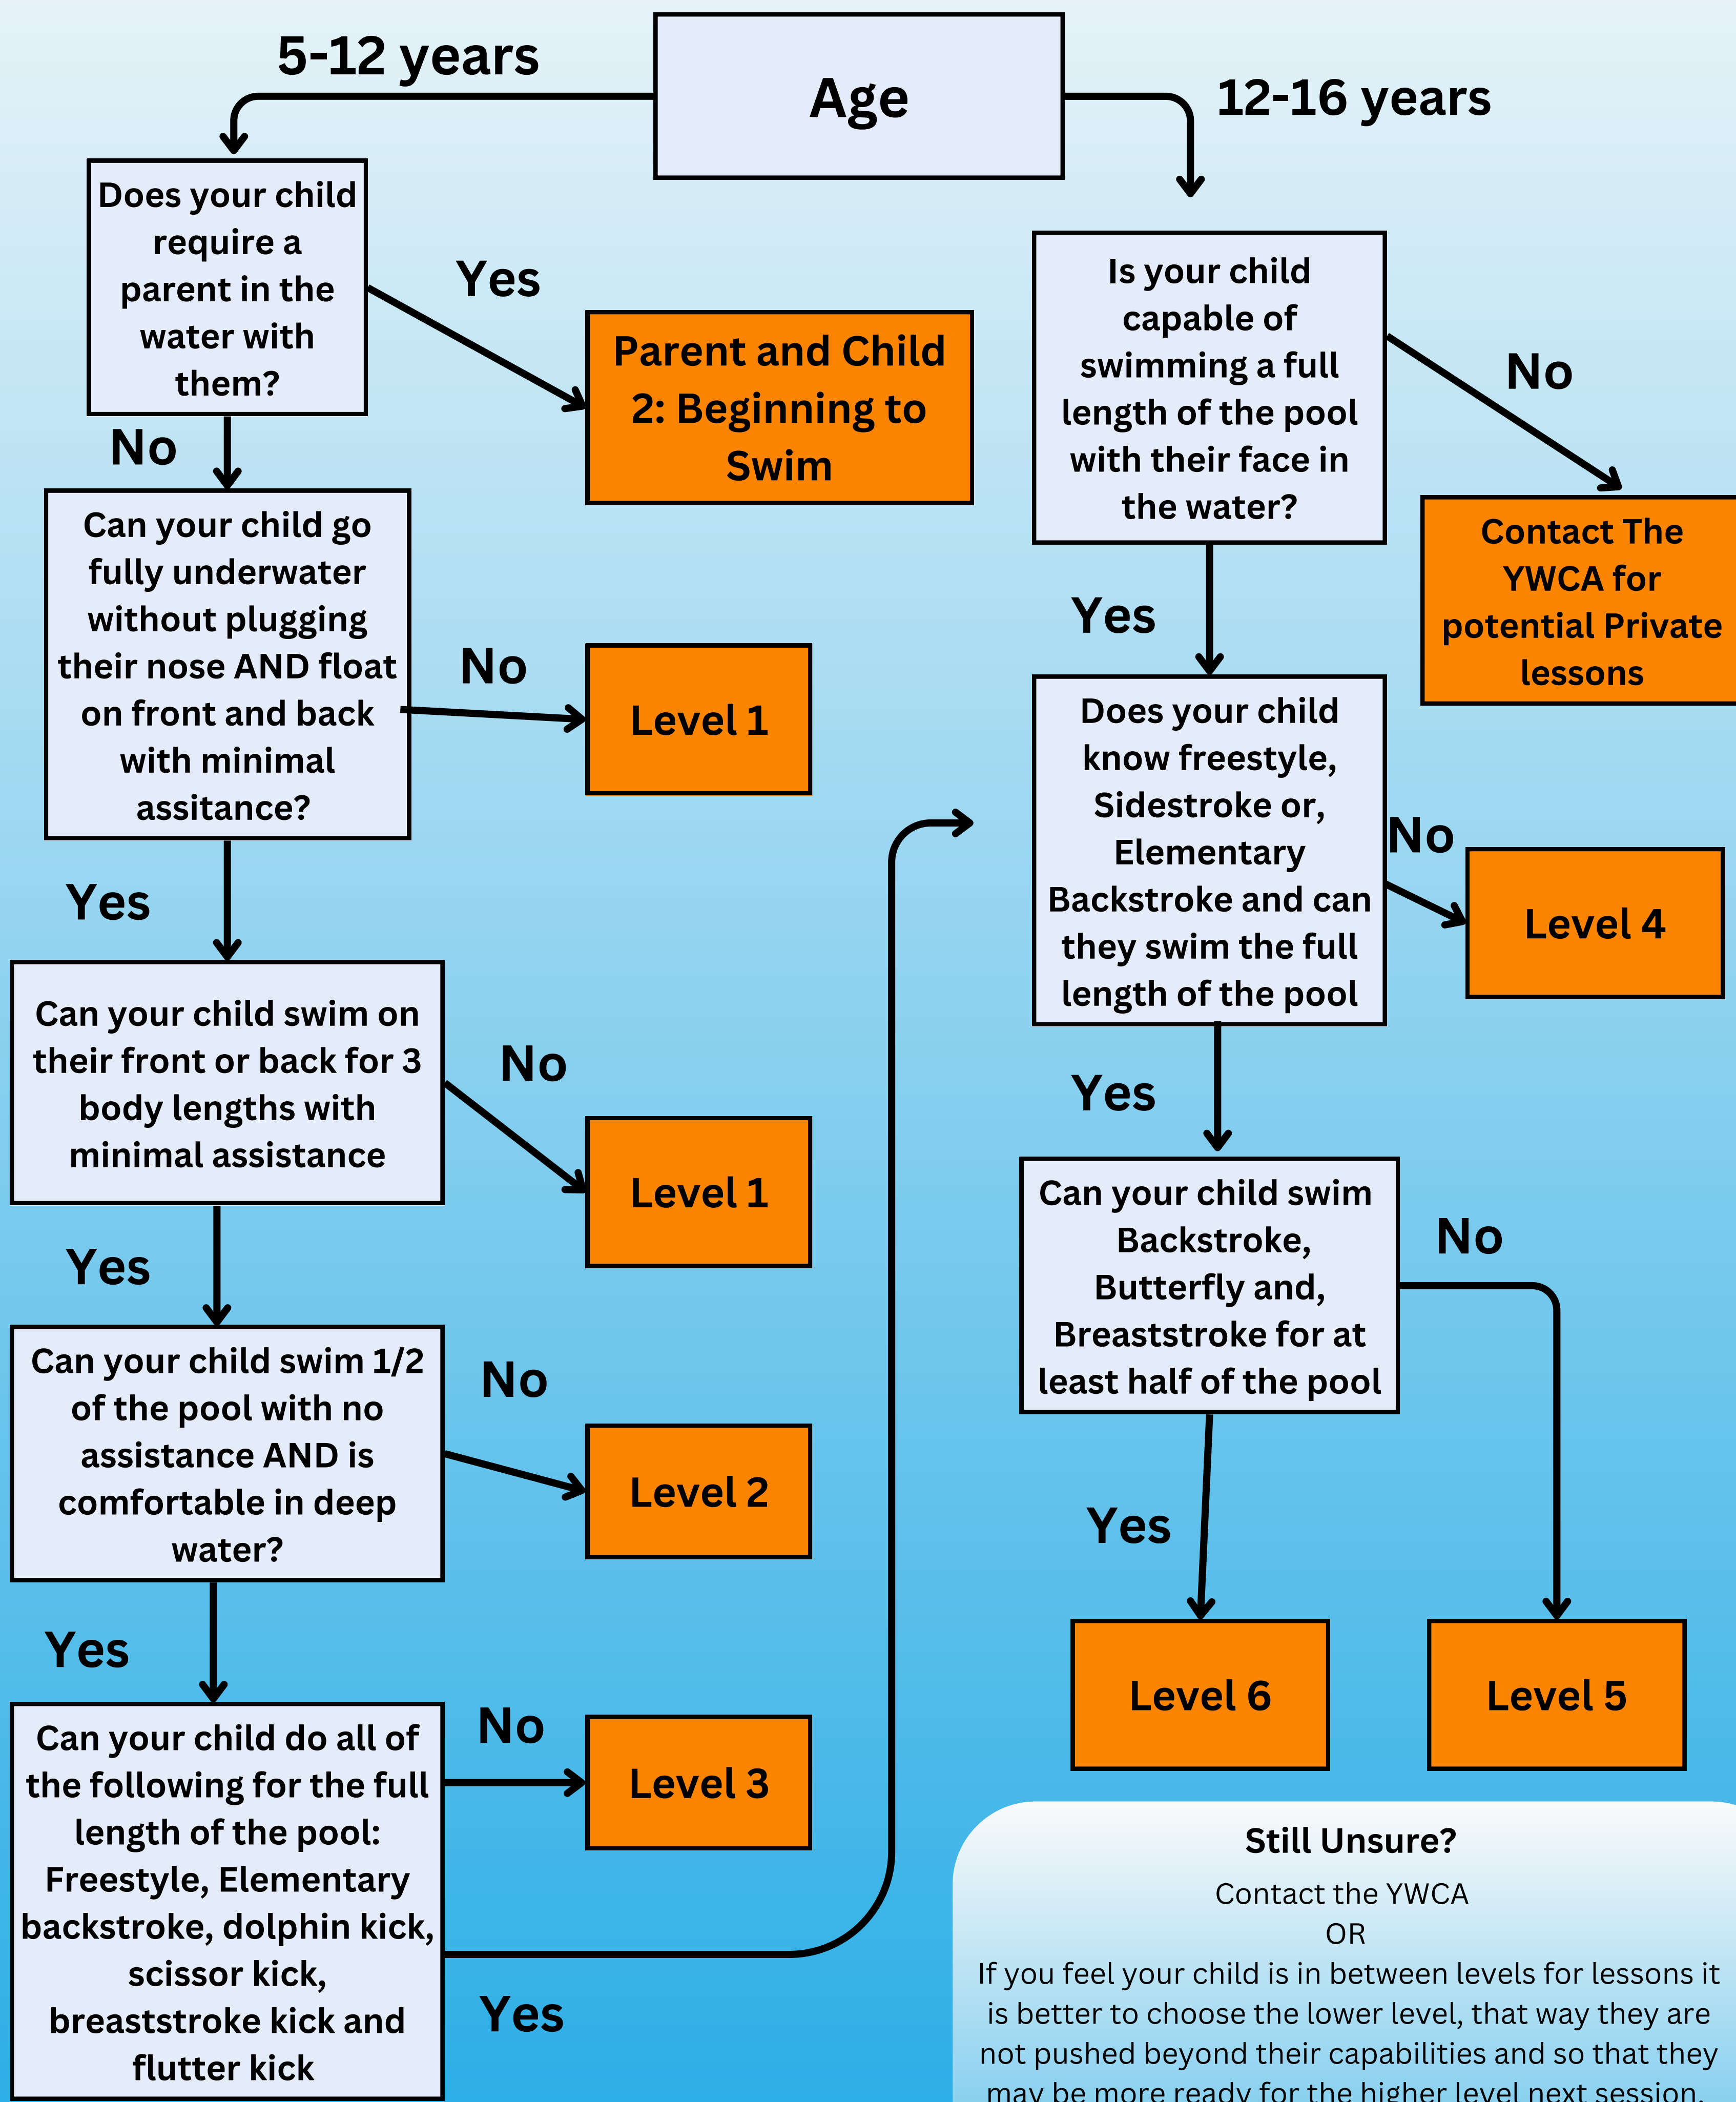 Age
5-12 years
12-16 years
Does your child
require a
parent in the
water with
them?
Yes
Parent and Child
2: Beginning to
Swim
No
Can your child go
fully underwater
without plugging
their nose AND float
on front and back
with minimal
assitance?
No
Level 1
Yes
Can your child swim on
their front or back for 3
body lengths with
minimal assistance
No
Level 1
Yes
Can your child swim 1/2
of the pool with no
assistance AND is
comfortable in deep
water?
No
Level 2
Yes
Can your child do all of
the following for the full
length of the pool:
Freestyle, Elementary
backstroke, dolphin kick,
scissor kick,
breaststroke kick and
flutter kick
No
Level 3
Yes
Is your child
capable of
swimming a full
length of the pool
with their face in
the water?
No
Contact The
YWCA for
potential Private
lessons
Yes
Does your child
know freestyle,
Sidestroke or,
Elementary
Backstroke and can
they swim the full
length of the pool
No
Level 4
Yes
Can your child swim
Backstroke,
Butterfly and,
Breaststroke for at
least half of the pool
No
Yes
Level 6
Level 5
Still Unsure?
Contact the YWCA
OR
If you feel your child is in between levels for lessons it
is better to choose the lower level, that way they are
not pushed beyond their capabilities and so that they
may be more ready for the higher level next session.